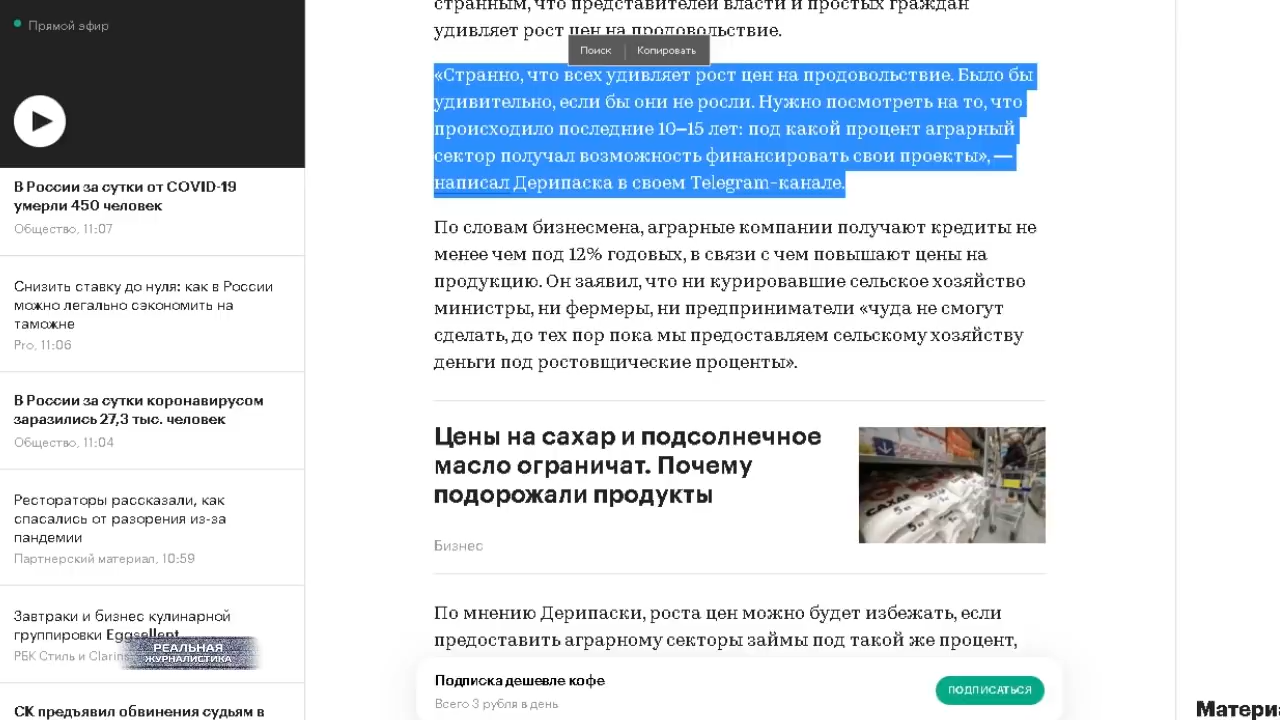 Прямой эфир
В России за сутки от COVID-19
умерли 450 человек
Общество, 11:07
Снизить ставку до нуля: как в России
можно легально сэкономить на
таможне
Pro, 11:06
В России за сутки коронавирусом
заразились 27,3 тыс. человек
Общество, 11:04
Рестораторы рассказали, как
спасались от разорения из-за
пандемии
Партнерский материал, 10:59
Завтраки и бизнес кулинарной
группировки Eggsellent
РБК Стиль и
РЕАЛЬНАЯ
ЖУРНАЛИСТИКА
СК предъявил обвинения судьям в
странным, что представителей власти и простых граждан
удивляет рост цен на продовольствие.
Поиск Копировать
«Странно, что всех удивляет рост цен на продовольствие. Было бы
удивительно, если бы они не росли. Нужно посмотреть на то, что
происходило последние 10–15 лет: под какой процент аграрный
сектор получал возможность финансировать свои проекты», —
написал Дерипаска в своем Telegram-канале.
По словам бизнесмена, аграрные компании получают кредиты не
менее чем под 12% годовых, в связи с чем повышают цены на
продукцию. Он заявил, что ни курировавшие сельское хозяйство
министры, ни фермеры, ни предприниматели «чуда не смогут
сделать, до тех пор пока мы предоставляем сельскому хозяйству
деньги под ростовщические проценты».
Цены на сахар и подсолнечное
масло ограничат. Почему
подорожали продукты
Бизнес
САХАР
5
По мнению Дерипаски, роста цен можно будет избежать, если
предоставить аграрному секторы займы под такой же процент,
Подписка дешевле кофе
Всего 3 рубля в день
ПОДПИСАТЬСЯ